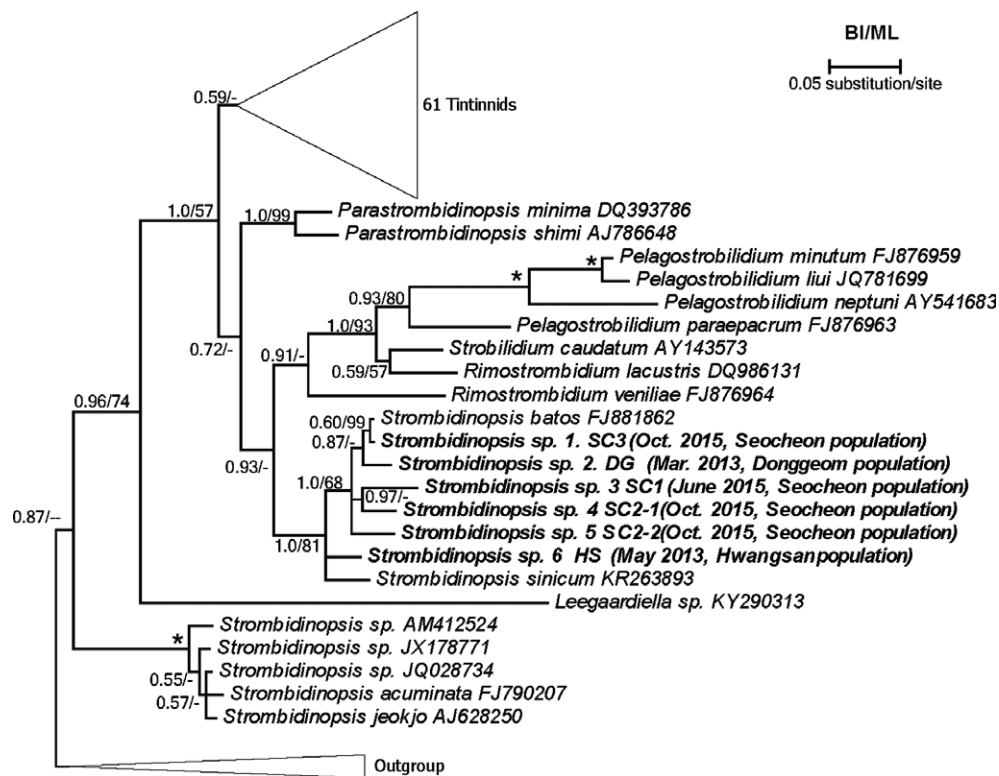 BI/ML
0.05 substitution/site
0.59/-
61 Tintinnids
1.0/57
1.0/99
Parastrombidinopsis minima DQ393786
Parastrombidinopsis shimi AJ786648
*
*
Pelagostrobilidium minutum FJ876959
Pelagostrobilidium liui JQ781699
0.93/80
Pelagostrobilidium neptuni AY541683
1.0/93
Pelagostrobilidium paraepacrum FJ876963
0.72/-
0.91/-
Strobilidium caudatum AY143573
0.59/57
Rimostrombidium lacustris DQ986131
0.96/74
Rimostrombidium veniliae FJ876964
0.60/99
Strombidinopsis batos FJ881862
0.87/-
Strombidinopsis sp. 1. SC3 (Oct. 2015, Seocheon population)
0.93/-
Strombidinopsis sp. 2. DG (Mar. 2013, Donggeom population)
1.0/68
Strombidinopsis sp. 3 SC1 (June 2015, Seocheon population)
0.97/-
Strombidinopsis sp. 4 SC2-1(Oct. 2015, Seocheon population)
0.87/--
Strombidinopsis sp. 5 SC2-2(Oct. 2015, Seocheon population)
1.0/81
Strombidinopsis sp. 6 HS (May 2013, Hwangsanpopulation)
Strombidinopsis sinicum KR263893
Leegaardiella sp. KY290313
*
Strombidinopsis sp. AM412524
Strombidinopsis sp. JX178771
0.55/-
Strombidinopsis sp. JQ028734
0.57/-
Strombidinopsis acuminata FJ790207
Strombidinopsis jeokjo AJ628250
Outgroup